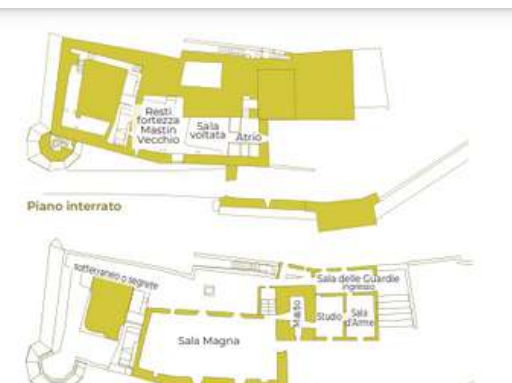 Resti
fortezza
Mastin
Vecchio
Sala
voltata
Atrio
Piano interrato
sotterraneo o segrete
Sala delle Guardie
ingresso
Mastio
Studio
Sala
d'Arme
Sala Magna